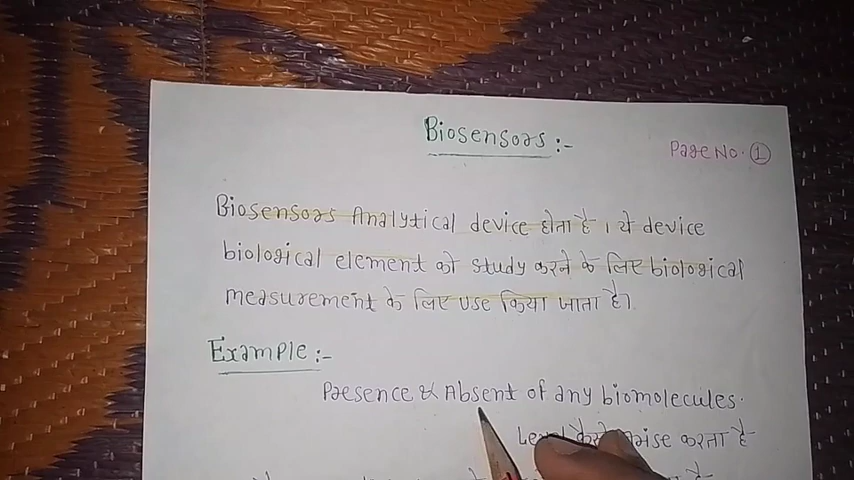 Biosensors :-
Page No. 1
Biosensors Analytical device होता है । ये device
biological element को study करने के लिए biological
measurement के लिए use किया जाता है।
Example :-
Presence & Absent of any biomolecules.
करता है